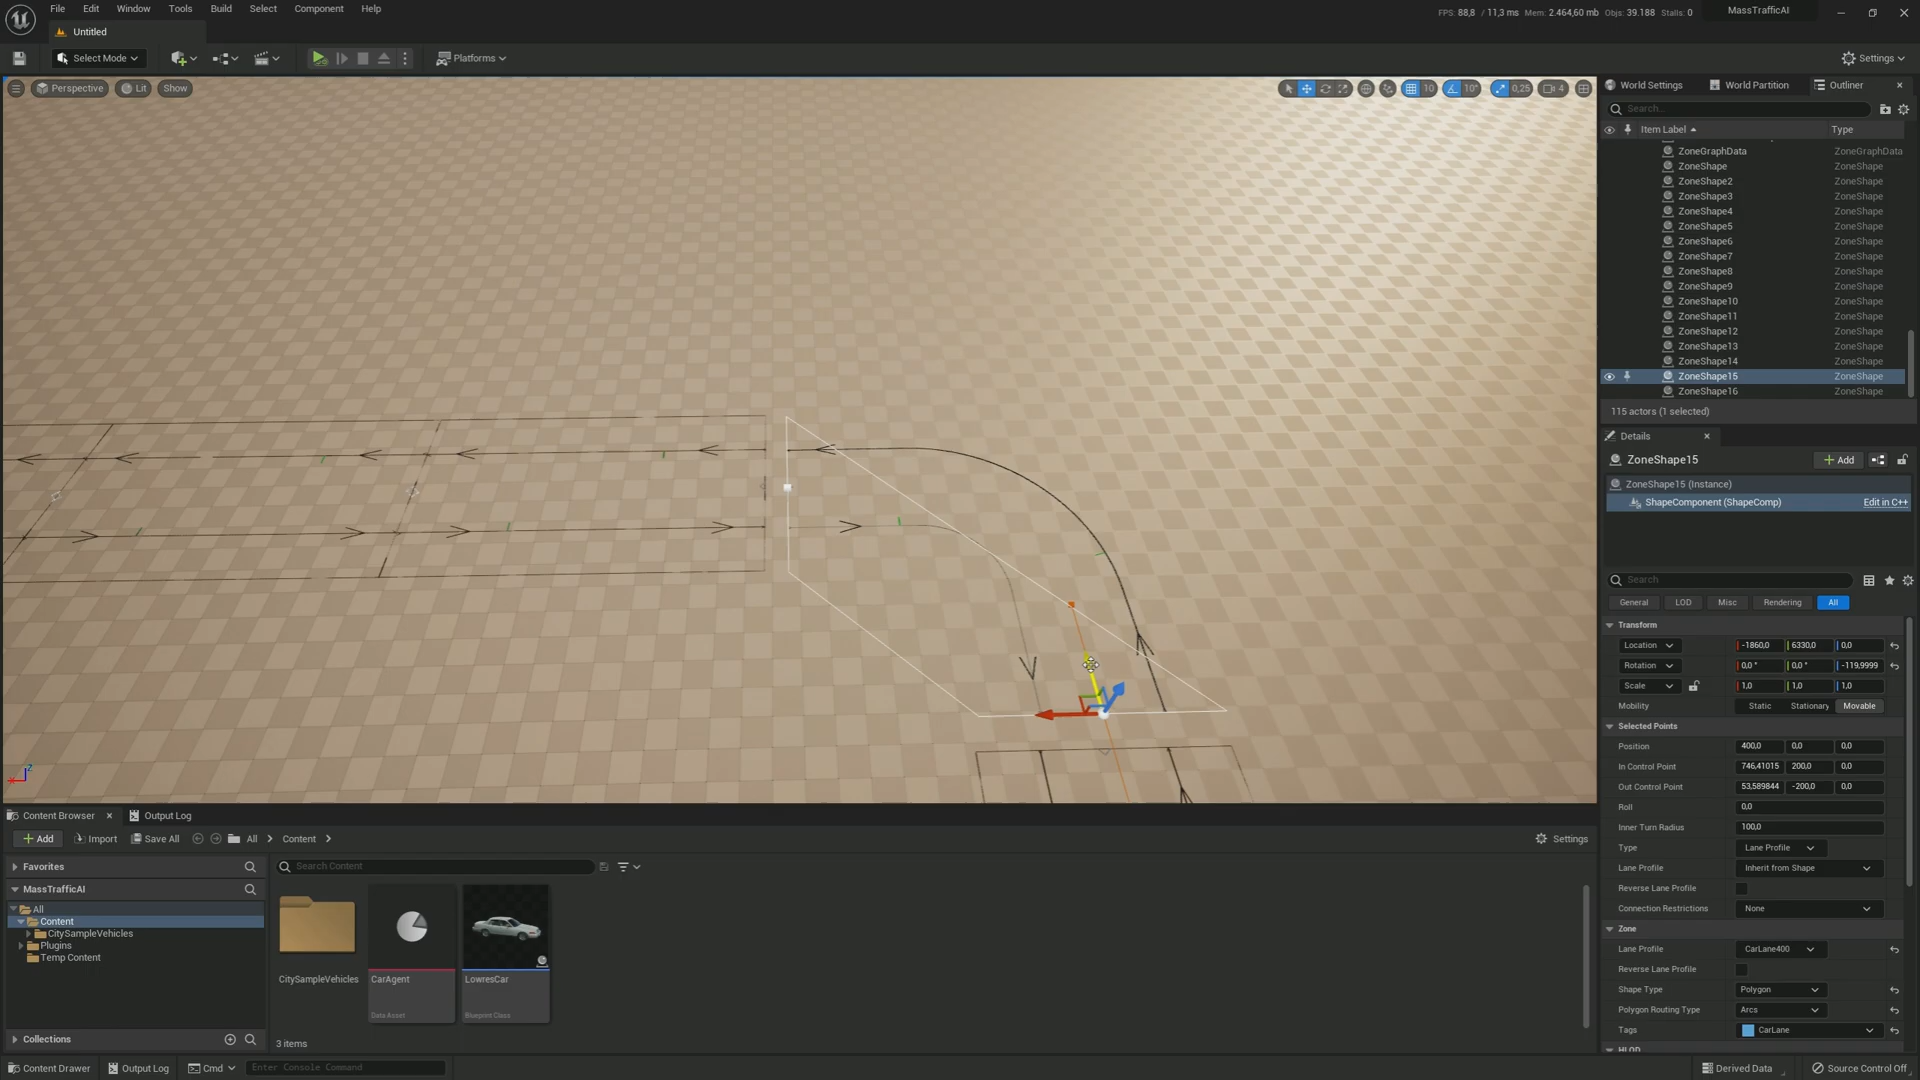 File Edit Window Tools Build Select Component Help
FPS: 88,8 / 11,3 ms Mem: 2.464,60 mb Objs: 39.188 Stalls: 0 MassTrafficAI
Untitled
Select Mode Platforms Settings
Perspective Lit Show 10 10° 0,25 4
World Settings World Partition Outliner
Search...
Item Label Type
ZoneGraphData ZoneGraphData
ZoneShape ZoneShape
ZoneShape2 ZoneShape
ZoneShape3 ZoneShape
ZoneShape4 ZoneShape
ZoneShape5 ZoneShape
ZoneShape6 ZoneShape
ZoneShape7 ZoneShape
ZoneShape8 ZoneShape
ZoneShape9 ZoneShape
ZoneShape10 ZoneShape
ZoneShape11 ZoneShape
ZoneShape12 ZoneShape
ZoneShape13 ZoneShape
ZoneShape14 ZoneShape
ZoneShape15 ZoneShape
ZoneShape16 ZoneShape
115 actors (1 selected)
Details
ZoneShape15 Add
ZoneShape15 (Instance)
ShapeComponent (ShapeComp) Edit in C++
Search
General LOD Misc Rendering All
Transform
Location -1860,0 6330,0 0,0
Rotation 0,0 ° 0,0 ° -119,9999
Scale 1,0 1,0 1,0
Mobility Static Stationary Movable
Selected Points
Position 400,0 0,0 0,0
In Control Point 746,41015 200,0 0,0
Out Control Point 53,589844 -200,0 0,0
Roll 0,0
Inner Turn Radius 100,0
Type Lane Profile
Lane Profile Inherit from Shape
Reverse Lane Profile
Connection Restrictions None
Zone
Lane Profile CarLane400
Reverse Lane Profile
Shape Type Polygon
Polygon Routing Type Arcs
Tags CarLane
HLOD
Z
X
Content Browser Output Log
Add Import Save All All Content Settings
Favorites
Search Content
MassTrafficAI
All
Content
CitySampleVehicles
Plugins
Temp Content
Collections
CitySampleVehicles
CarAgent
Data Asset
LowresCar
Blueprint Class
3 items
Content Drawer Output Log Cmd Enter Console Command Derived Data Source Control Off